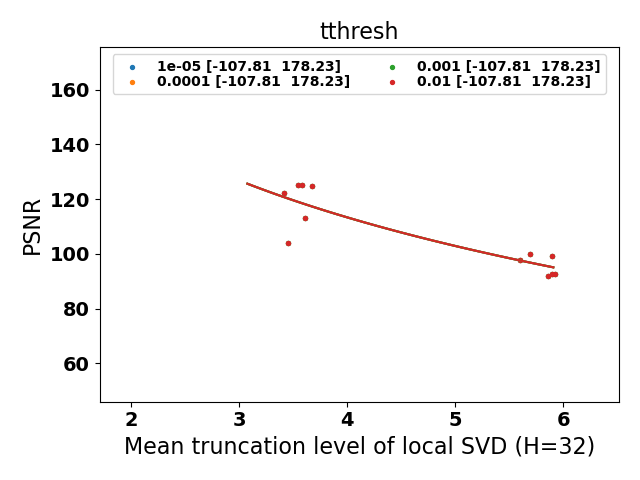 tthresh
1e-05 [-107.81  178.23]
0.0001 [-107.81  178.23]
0.001 [-107.81  178.23]
0.01 [-107.81  178.23]
PSNR
160
140
120
100
80
60
2 3 4 5 6
Mean truncation level of local SVD (H=32)